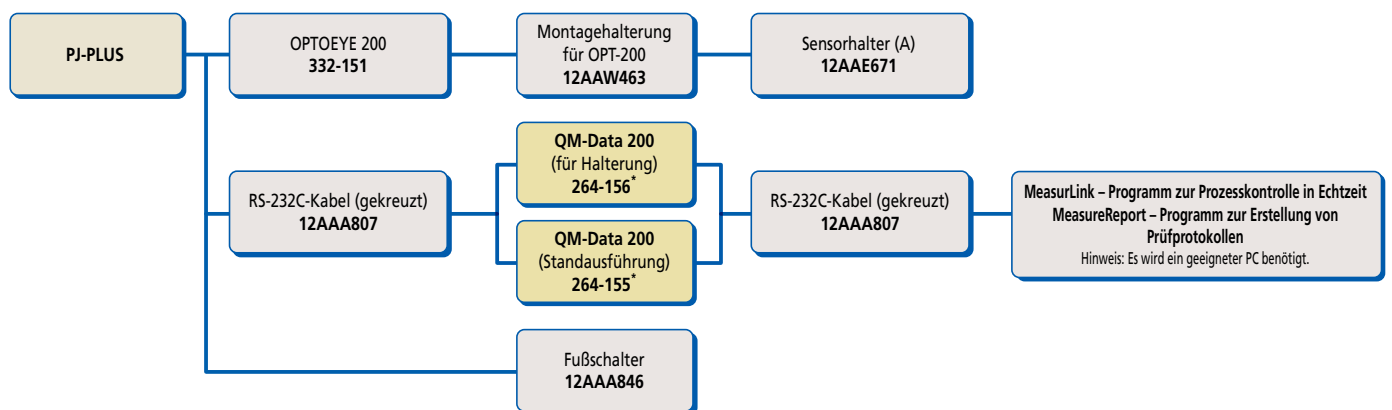 PJ-PLUS
OPTOEYE 200
332-151
Montagehalterung
für OPT-200
12AAW463
Sensorhalter (A)
12AAE671
RS-232C-Kabel (gekreuzt)
12AAA807
QM-Data 200
(für Halterung)
264-156*
QM-Data 200
(Standausführung)
264-155*
RS-232C-Kabel (gekreuzt)
12AAA807
MeasurLink – Programm zur Prozesskontrolle in Echtzeit
MeasureReport – Programm zur Erstellung von
Prüfprotokollen
Hinweis: Es wird ein geeigneter PC benötigt.
Fußschalter
12AAA846